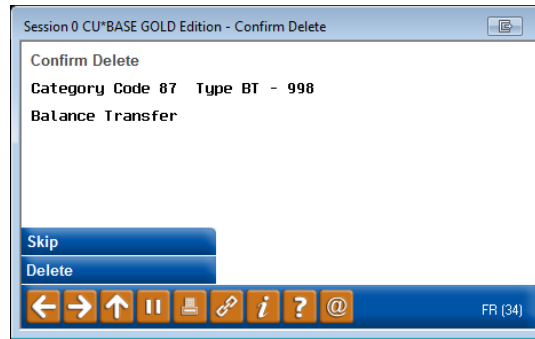 Session 0 CU*BASE GOLD Edition - Confirm Delete
Confirm Delete
Category Code 87 Type BT - 998
Balance Transfer
Skip
Delete
i ? @
FR (34)